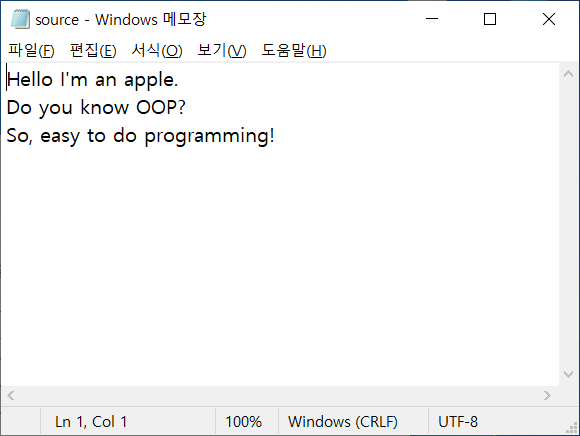 source - Windows 메모장
파일(F) 편집(E) 서식(O) 보기(V) 도움말(H)
Hello I'm an apple.
Do you know OOP?
So, easy to do programming!
Ln 1, Col 1 100% Windows (CRLF) UTF-8